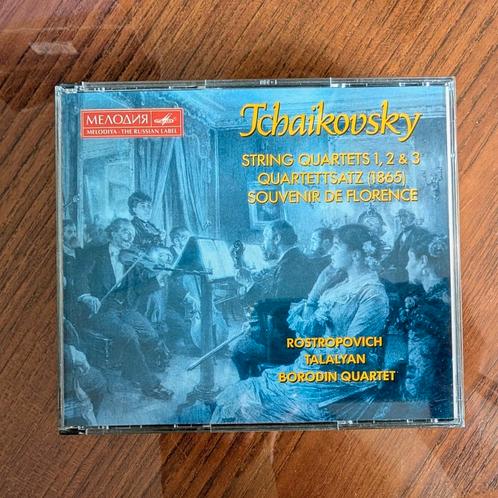 МЕЛОДИЯ
MELODIYA - THE RUSSIAN LABEL
Tchaikovsky
STRING QUARTETS 1, 2 & 3
QUARTETTSATZ (1865)
SOUVENIR DE FLORENCE
ROSTROPOVICH
TALALYAN
BORODIN QUARTET